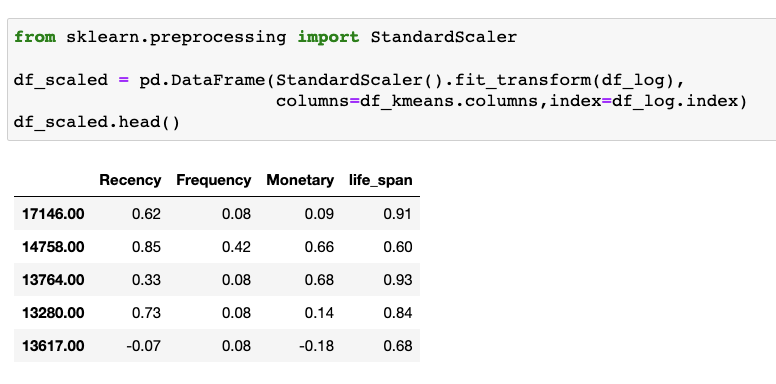 from sklearn.preprocessing import StandardScaler
df_scaled = pd.DataFrame(StandardScaler().fit_transform(df_log),
columns=df_kmeans.columns,index=df_log.index)
df_scaled.head()
Recency Frequency Monetary life_span
17146.00 0.62 0.08 0.09 0.91
14758.00 0.85 0.42 0.66 0.60
13764.00 0.33 0.08 0.68 0.93
13280.00 0.73 0.08 0.14 0.84
13617.00 -0.07 0.08 -0.18 0.68